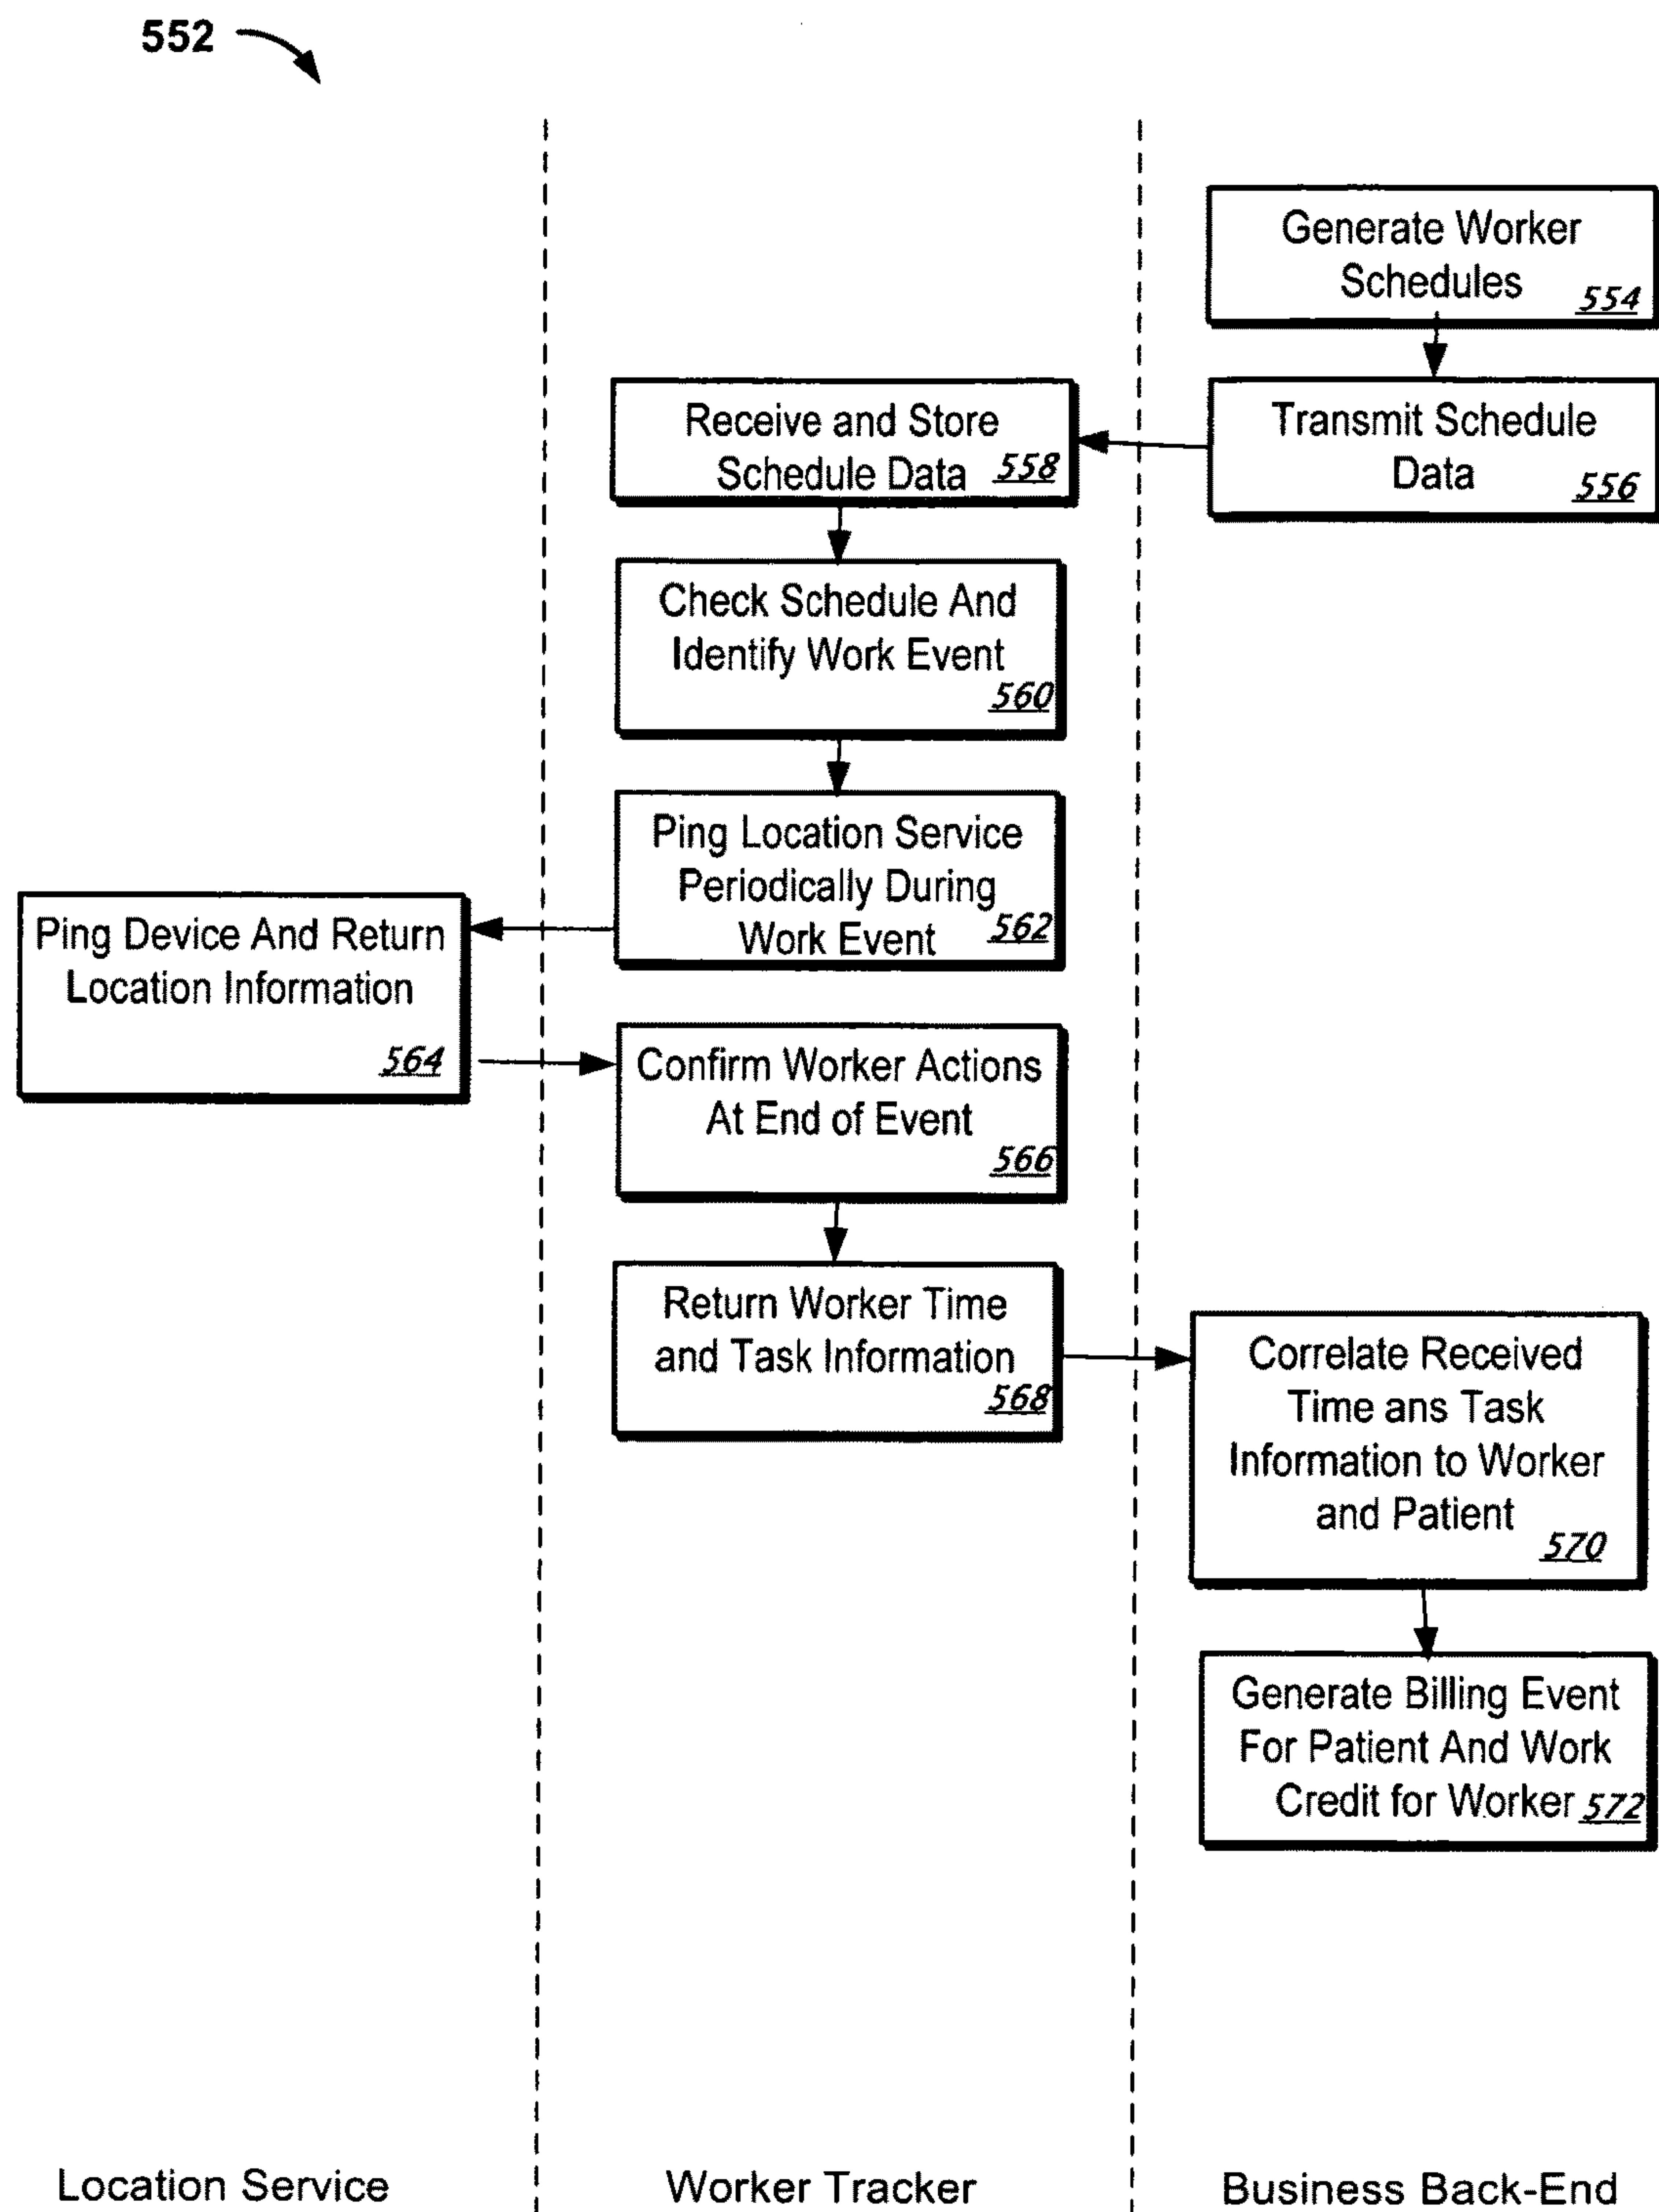 552
Generate Worker
Schedules 554
Transmit Schedule
Data 556
Receive and Store
Schedule Data 558
Check Schedule And
Identify Work Event
560
Ping Location Service
Periodically During
Work Event 562
Ping Device And Return
Location Information
564
Confirm Worker Actions
At End of Event
566
Return Worker Time
and Task Information
568
Correlate Received
Time ans Task
Information to Worker
and Patient
570
Generate Billing Event
For Patient And Work
Credit for Worker 572
Location Service
Worker Tracker
Business Back-End